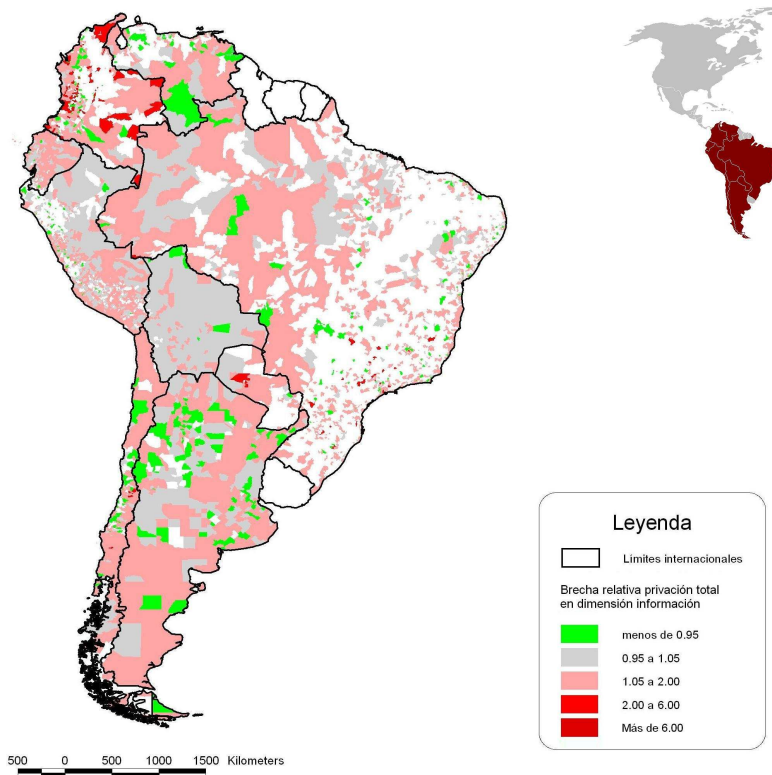 Leyenda
Limites internacionales
Brecha relativa privación total
en dimensión información
menos de 0.95
0.95 a 1.05
1.05 a 2.00
2.00 a 6.00
Más de 6.00
500 0 500 1000 1500 Kilometers